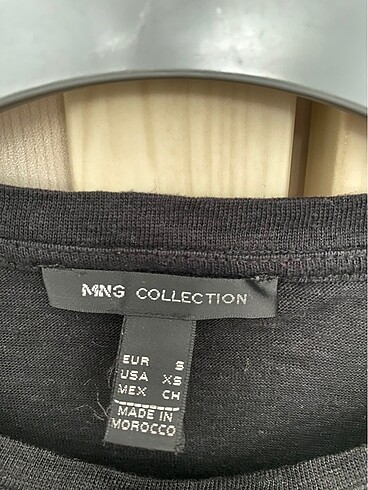 MNG COLLECTION
EUR S
USA XS
MEX CH
MADE IN
MOROCCO